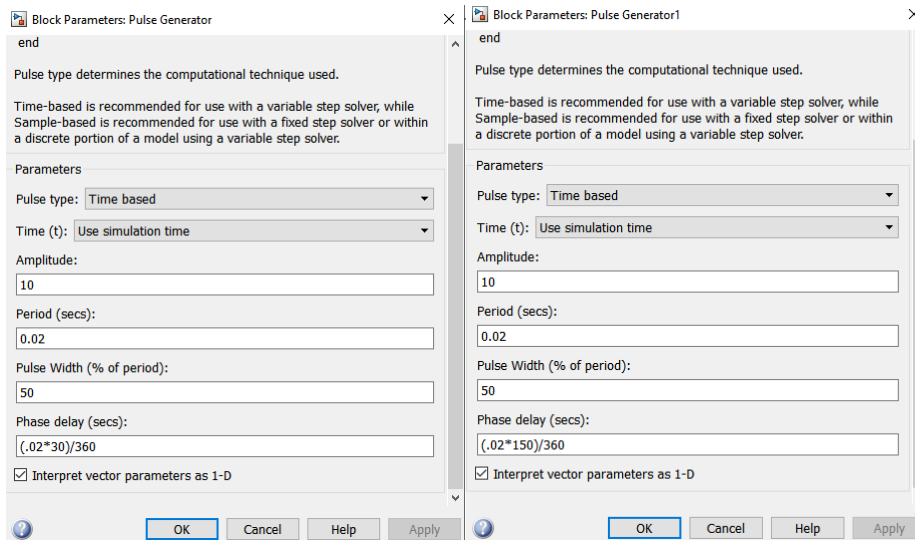 Block Parameters: Pulse Generator
end
Pulse type determines the computational technique used.
Time-based is recommended for use with a variable step solver, while
Sample-based is recommended for use with a fixed step solver or within
a discrete portion of a model using a variable step solver.
Parameters
Pulse type: Time based
Time (t): Use simulation time
Amplitude:
10
Period (secs):
0.02
Pulse Width (% of period):
50
Phase delay (secs):
(.02*30)/360
Interpret vector parameters as 1-D
OK Cancel Help Apply
Block Parameters: Pulse Generator1
end
Pulse type determines the computational technique used.
Time-based is recommended for use with a variable step solver, while
Sample-based is recommended for use with a fixed step solver or within
a discrete portion of a model using a variable step solver.
Parameters
Pulse type: Time based
Time (t): Use simulation time
Amplitude:
10
Period (secs):
0.02
Pulse Width (% of period):
50
Phase delay (secs):
(.02*150)/360
Interpret vector parameters as 1-D
OK Cancel Help Apply